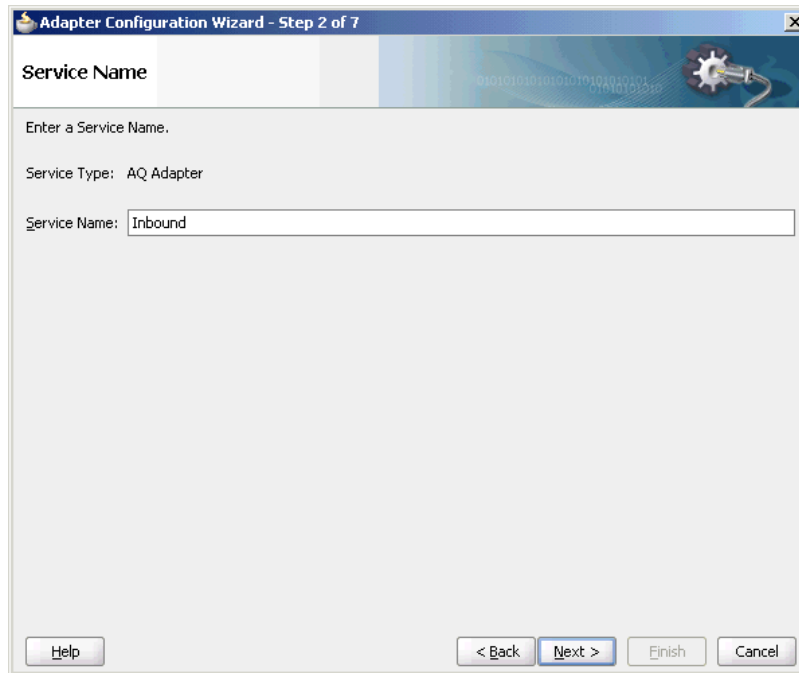 Adapter Configuration Wizard - Step 2 of 7
Service Name
Enter a Service Name.
Service Type: AQ Adapter
Service Name: Inbound
Help < Back Next > Finish Cancel